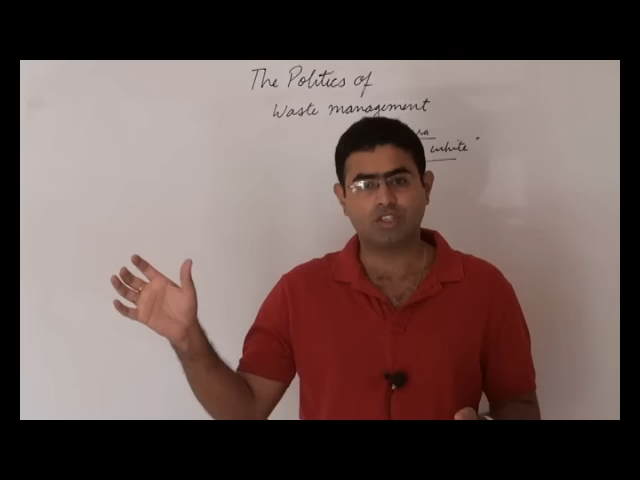 The Politics of
Waste management
white"